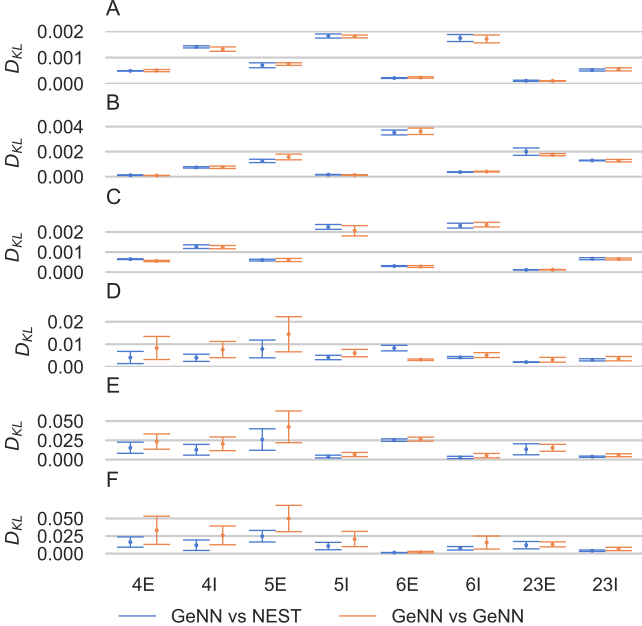 A
D_KL
0.002
0.001
0.000
B
D_KL
0.004
0.002
0.000
C
D_KL
0.002
0.001
0.000
D
D_KL
0.02
0.01
0.00
E
D_KL
0.050
0.025
0.000
F
D_KL
0.050
0.025
0.000
4E 4I 5E 5I 6E 6I 23E 23I
GeNN vs NEST GeNN vs GeNN